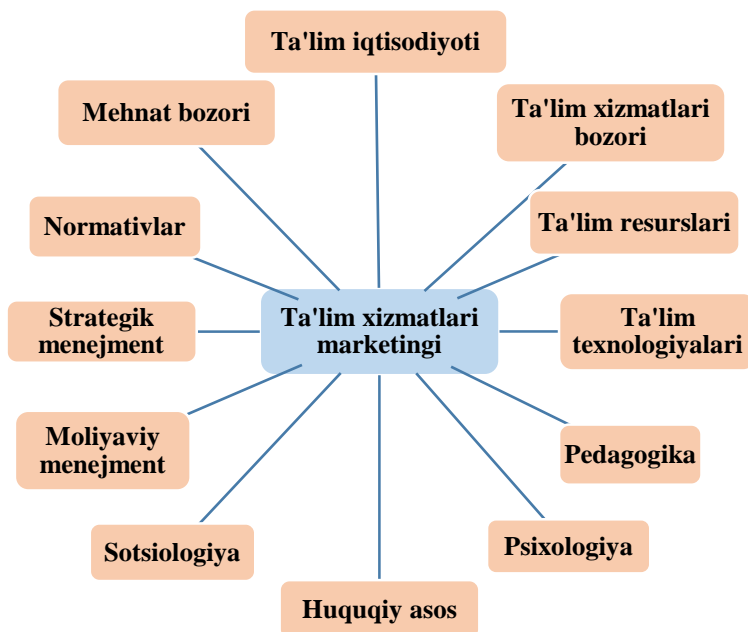 Ta'lim iqtisodiyoti
Mehnat bozori
Ta'lim xizmatlari
bozori
Normativlar
Ta'lim resurslari
Strategik
menejment
Ta'lim xizmatlari
marketingi
Ta'lim
texnologiyalari
Moliyaviy
menejment
Pedagogika
Sotsiologiya
Psixologiya
Huquqiy asos